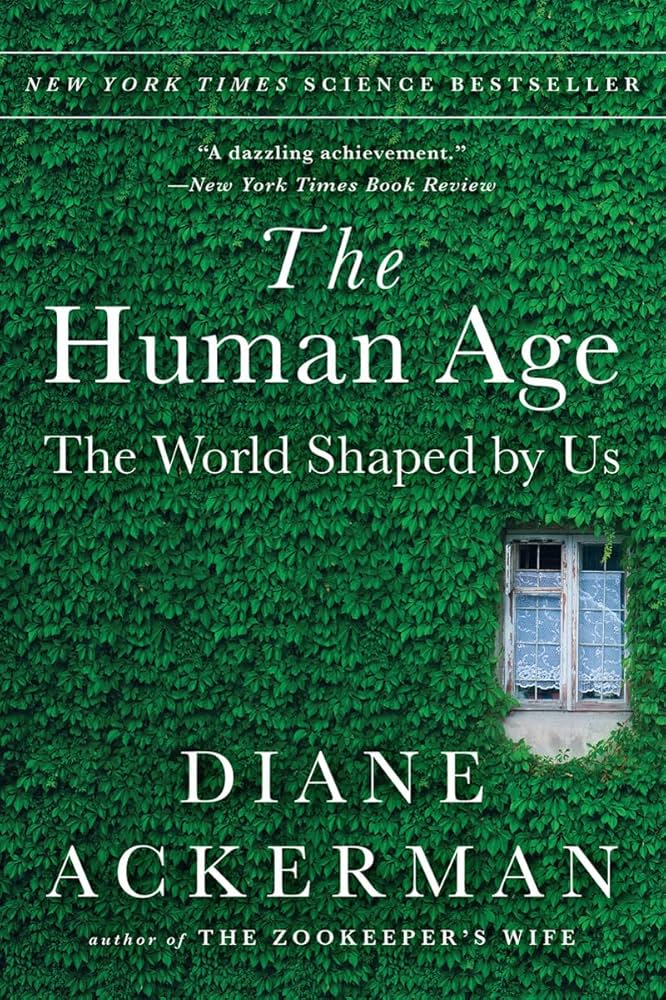 NEW YORK TIMES SCIENCE BESTSELLER
“A dazzling achievement.”
—New York Times Book Review
The
Human Age
The World Shaped by Us
DIANE
ACKERMAN
author of THE ZOOKEEPER’S WIFE